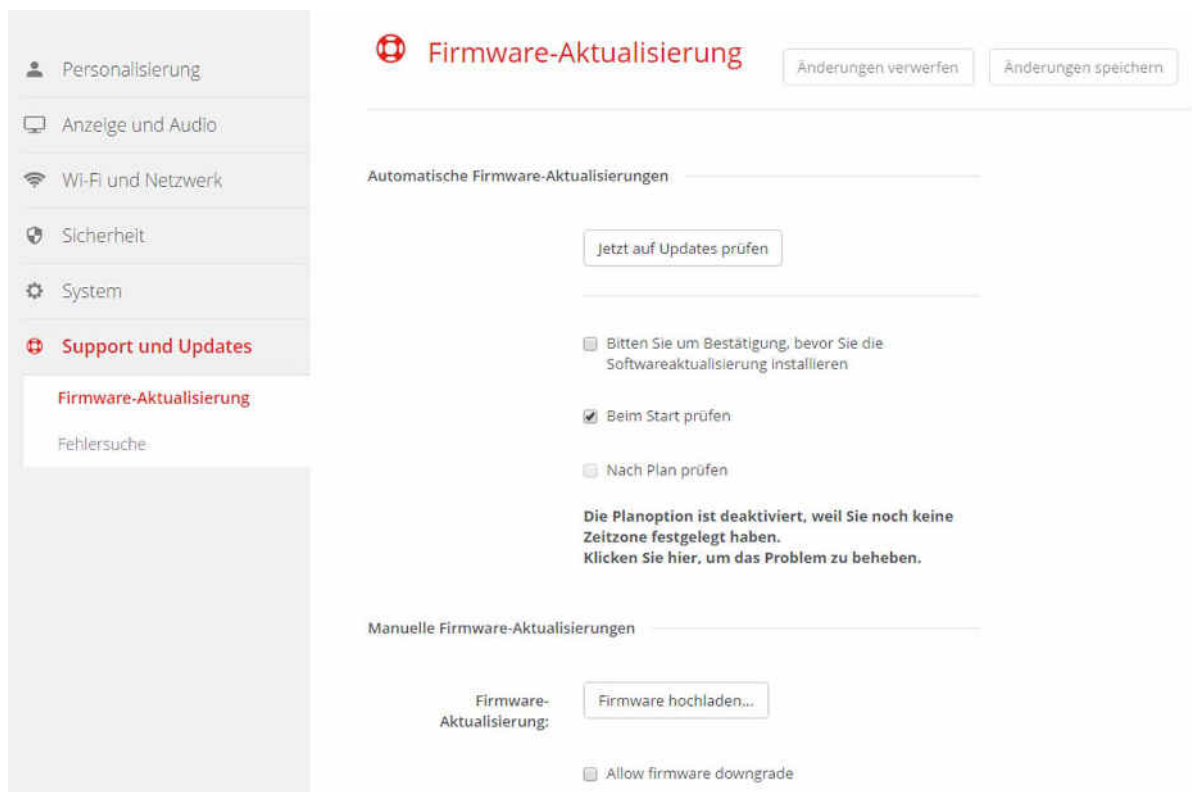 Personalisierung
Anzeige und Audio
Wi-Fi und Netzwerk
Sicherheit
System
Support und Updates
Firmware-Aktualisierung
Fehlersuche
Firmware-Aktualisierung
Änderungen verwerfen
Änderungen speichern
Automatische Firmware-Aktualisierungen
Jetzt auf Updates prüfen
Bitten Sie um Bestätigung, bevor Sie die
Softwareaktualisierung installieren
Beim Start prüfen
Nach Plan prüfen
Die Planoption ist deaktiviert, weil Sie noch keine
Zeitzone festgelegt haben.
Klicken Sie hier, um das Problem zu beheben.
Manuelle Firmware-Aktualisierungen
Firmware-
Aktualisierung:
Firmware hochladen...
Allow firmware downgrade